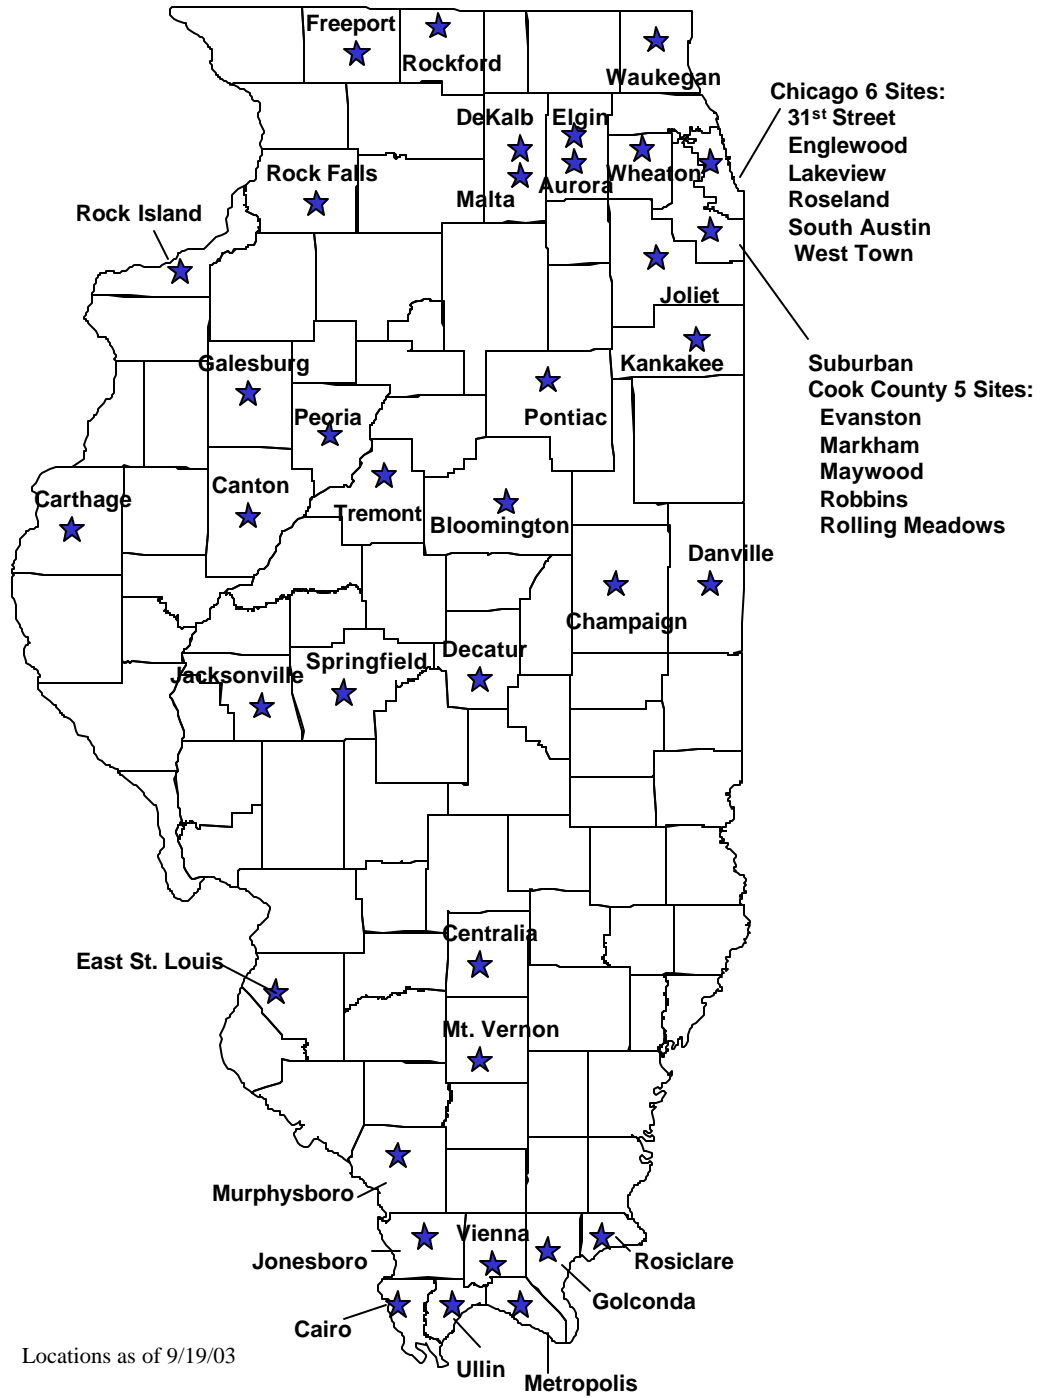 Freeport
Rockford
Waukegan
Chicago 6 Sites:
31st Street
Englewood
Lakeview
Roseland
South Austin
West Town
DeKalb
Elgin
Malta
Aurora
Wheaton
Rock Falls
Rock Island
Joliet
Kankakee
Suburban
Cook County 5 Sites:
Evanston
Markham
Maywood
Robbins
Rolling Meadows
Galesburg
Pontiac
Peoria
Carthage
Canton
Tremont
Bloomington
Danville
Champaign
Decatur
Springfield
Jacksonville
Centralia
East St. Louis
Mt. Vernon
Murphysboro
Vienna
Jonesboro
Rosiclare
Golconda
Cairo
Ullin
Metropolis
Locations as of 9/19/03